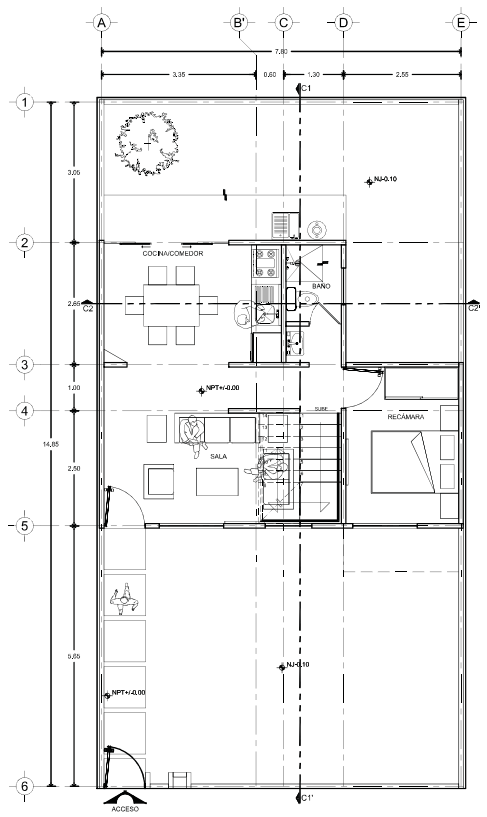 A B' C D E
7.80
3.35 0.60 1.30 2.55
C1
1
3.05
NJ-0.10
2
COCINA/COMEDOR
BAÑO
2.65
C2
C2'
3
NPT+/-0.00
1.00
4
SUBE
RECÁMARA
14.85
SALA
2.50
5
5.65
NJ-0.10
NPT+/-0.00
6
C1'
ACCESO